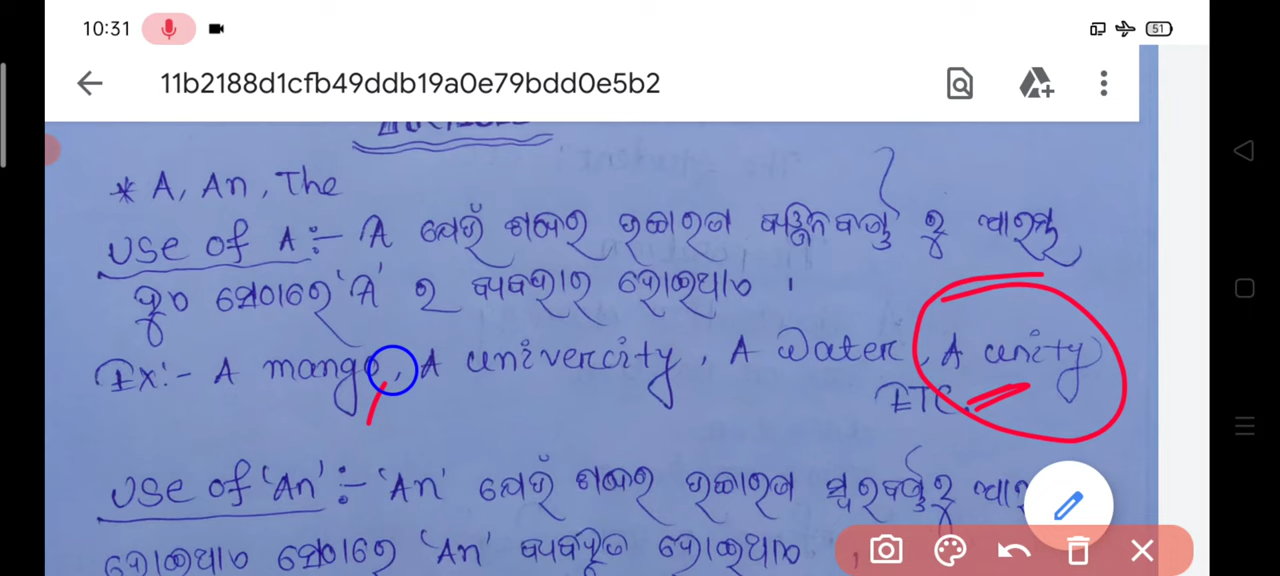 10:31
51
11b2188d1cfb49ddb19a0e79bdd0e5b2
* A, An, The
Use of A:- A ଯେଉଁ ଶବ୍ଦର ଉଚ୍ଚାରଣ ବ୍ୟଞ୍ଜନବର୍ଣ୍ଣ ରୁ ଆରମ୍ଭ
ହୁଏ ସେଠାରେ 'A' ର ବ୍ୟବହାର ହୋଇଥାଏ ।
Ex:- A mango, A univercity, A Water, A unity
ETC.
Use of 'An':- 'An' ଯେଉଁ ଶବ୍ଦର ଉଚ୍ଚାରଣ ସ୍ୱରବର୍ଣ୍ଣରୁ
ହୋଇଥାଏ ସେଠାରେ 'An' ବ୍ୟବହୃତ ହୋଇଥାଏ ।